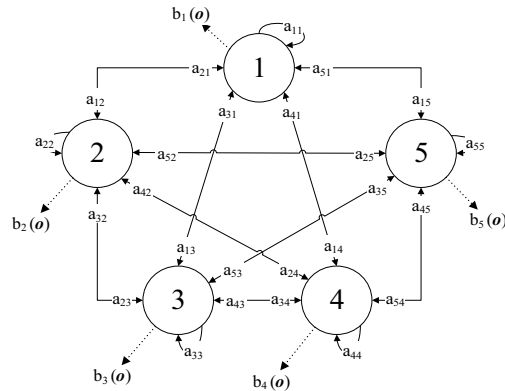 b₁(o)
a₁₁
1
a₂₁
a₅₁
a₁₂
a₃₁
a₄₁
a₁₅
a₂₂
2
a₅₂
a₂₅
5
a₅₅
a₄₂
a₃₅
b₂(o)
a₃₂
a₄₅
b₅(o)
a₁₃
a₁₄
a₅₃
a₂₄
a₂₃
3
a₄₃
a₃₄
4
a₅₄
a₃₃
a₄₄
b₃(o)
b₄(o)